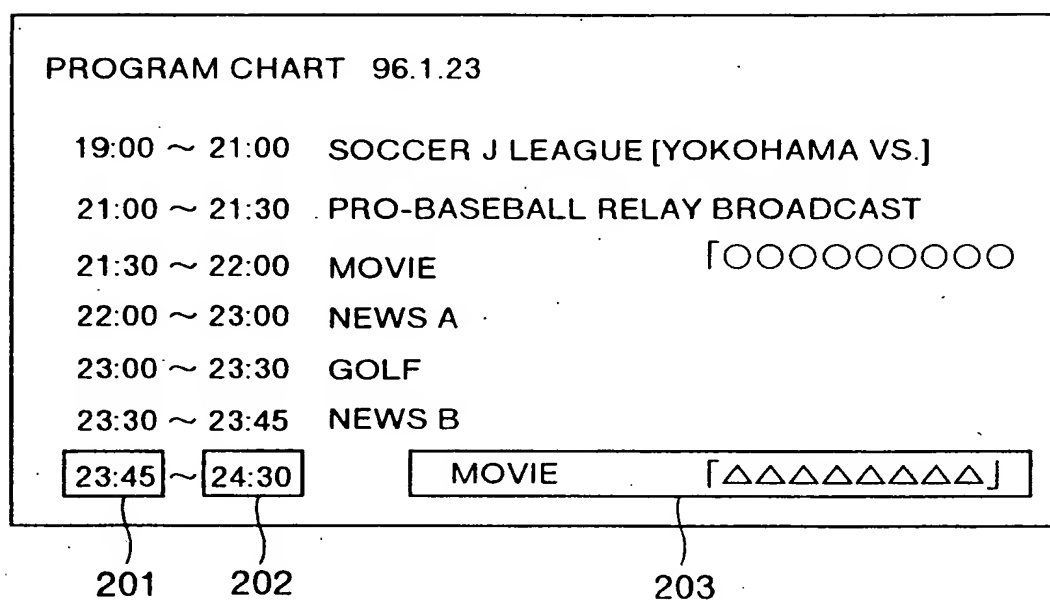 PROGRAM CHART 96.1.23
19:00 ~ 21:00 SOCCER J LEAGUE [YOKOHAMA VS.]
21:00 ~ 21:30 PRO-BASEBALL RELAY BROADCAST
21:30 ~ 22:00 MOVIE 「○○○○○○○○○
22:00 ~ 23:00 NEWS A
23:00 ~ 23:30 GOLF
23:30 ~ 23:45 NEWS B
23:45 ~ 24:30 MOVIE 「△△△△△△△△」
201 202 203